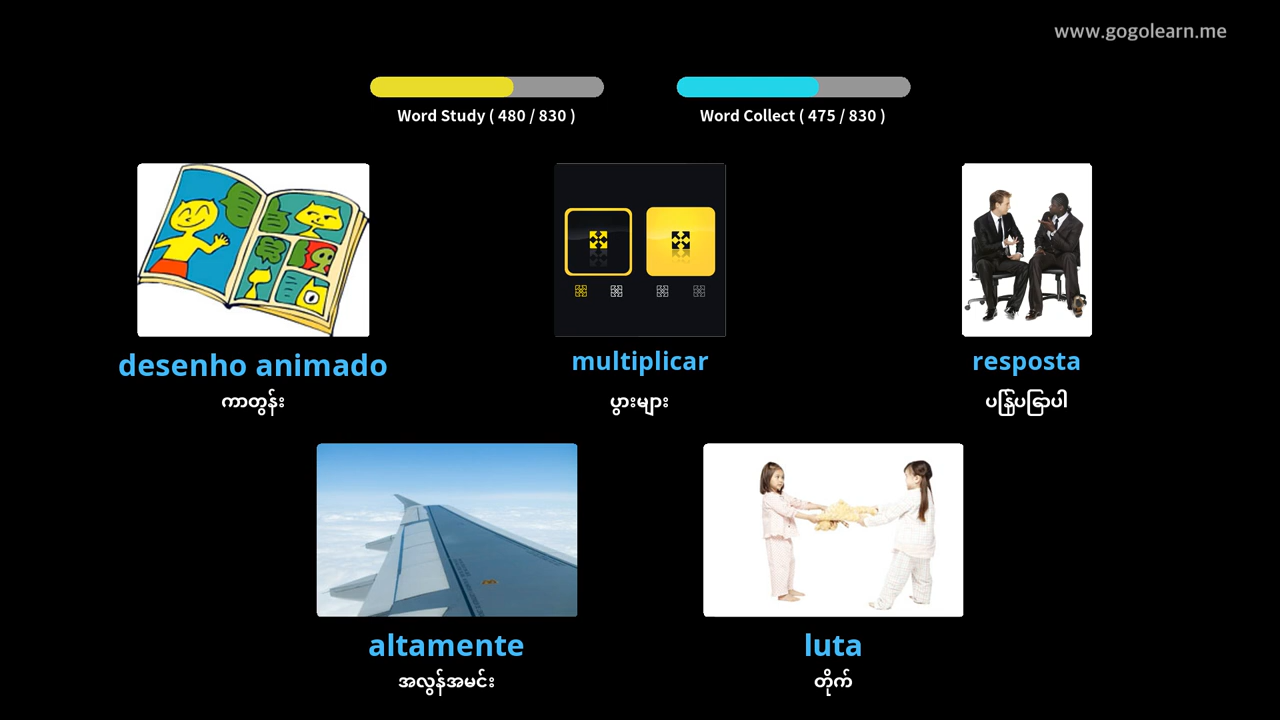 www.gogolearn.me
Word Study ( 480 / 830 )
Word Collect ( 475 / 830 )
desenho animado
ကာတွန်း
multiplicar
ပွားများ
resposta
ပြန်ပြောပါ
altamente
အလွန်အမင်း
luta
တိုက်